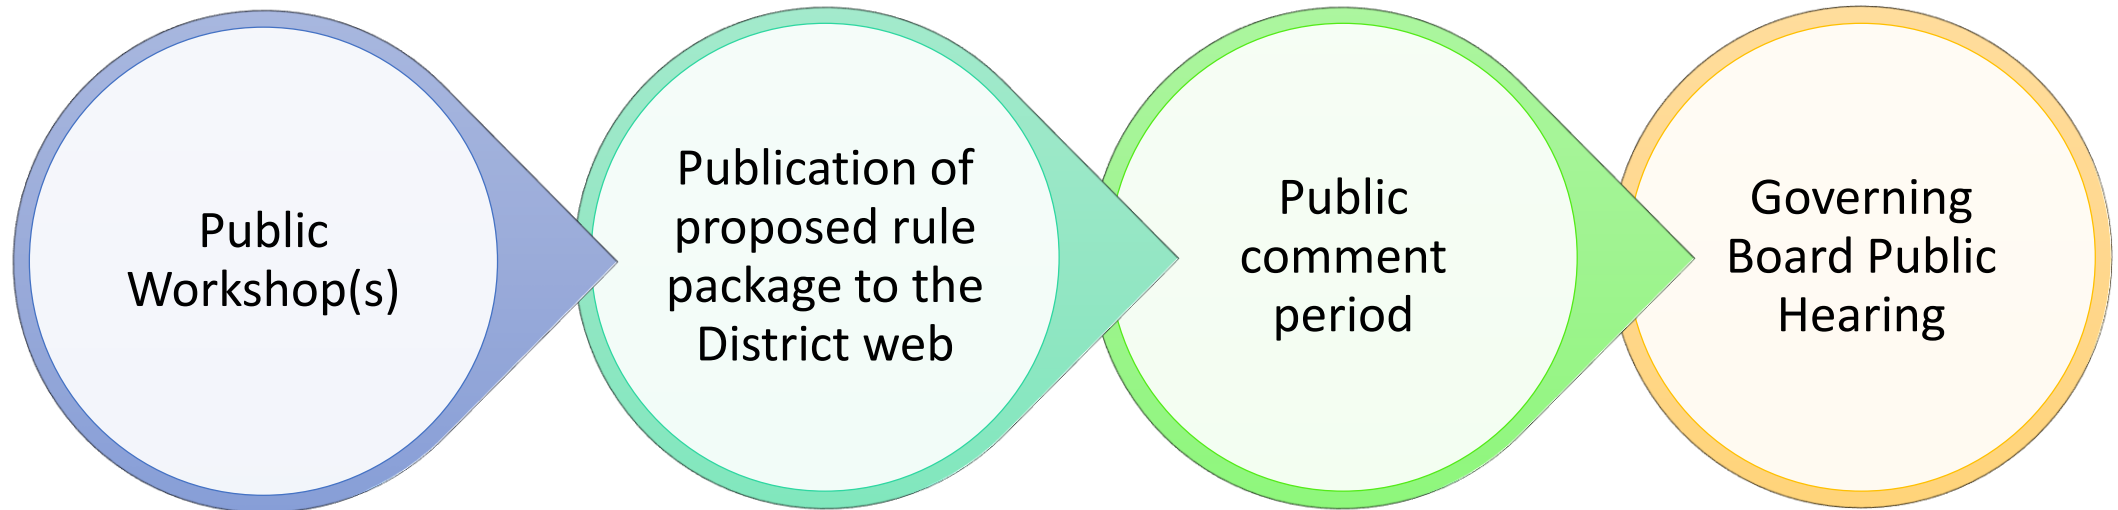 Public
Workshop(s)
Publication of
proposed rule
package to the
District web
Public
comment
period
Governing
Board Public
Hearing